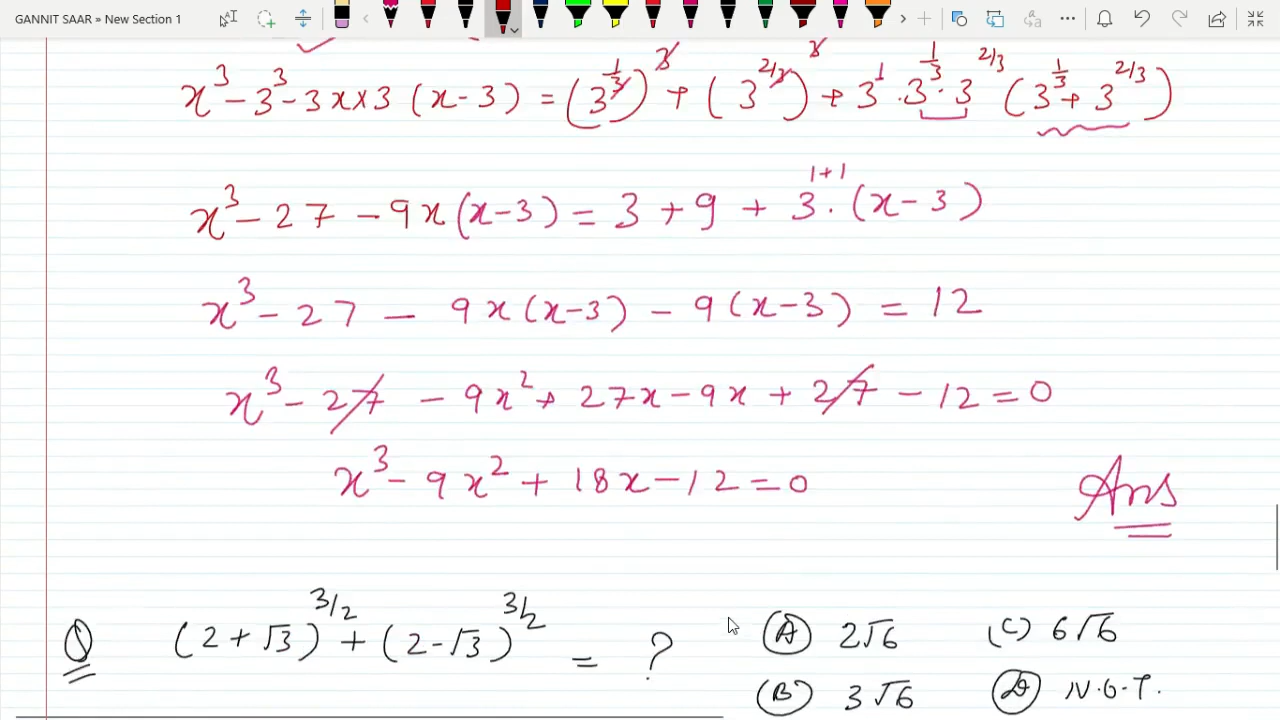 GANNIT SAAR » New Section 1
x³ - 3³ - 3x×3 (x-3) = (3^{1/3})³ + (3^{2/3})³ + 3¹ · 3^{1/3} · 3^{2/3} (3^{1/3} + 3^{2/3})
x³ - 27 - 9x(x-3) = 3 + 9 + 3^{1+1} · (x-3)
x³ - 27 - 9x(x-3) - 9(x-3) = 12
x³ - 27 - 9x² + 27x - 9x + 27 - 12 = 0
x³ - 9x² + 18x - 12 = 0
Ans
Q (2+√3)^{3/2} + (2-√3)^{3/2} = ? (A) 2√6 (C) 6√6
(B) 3√6 (D) N.O.T.